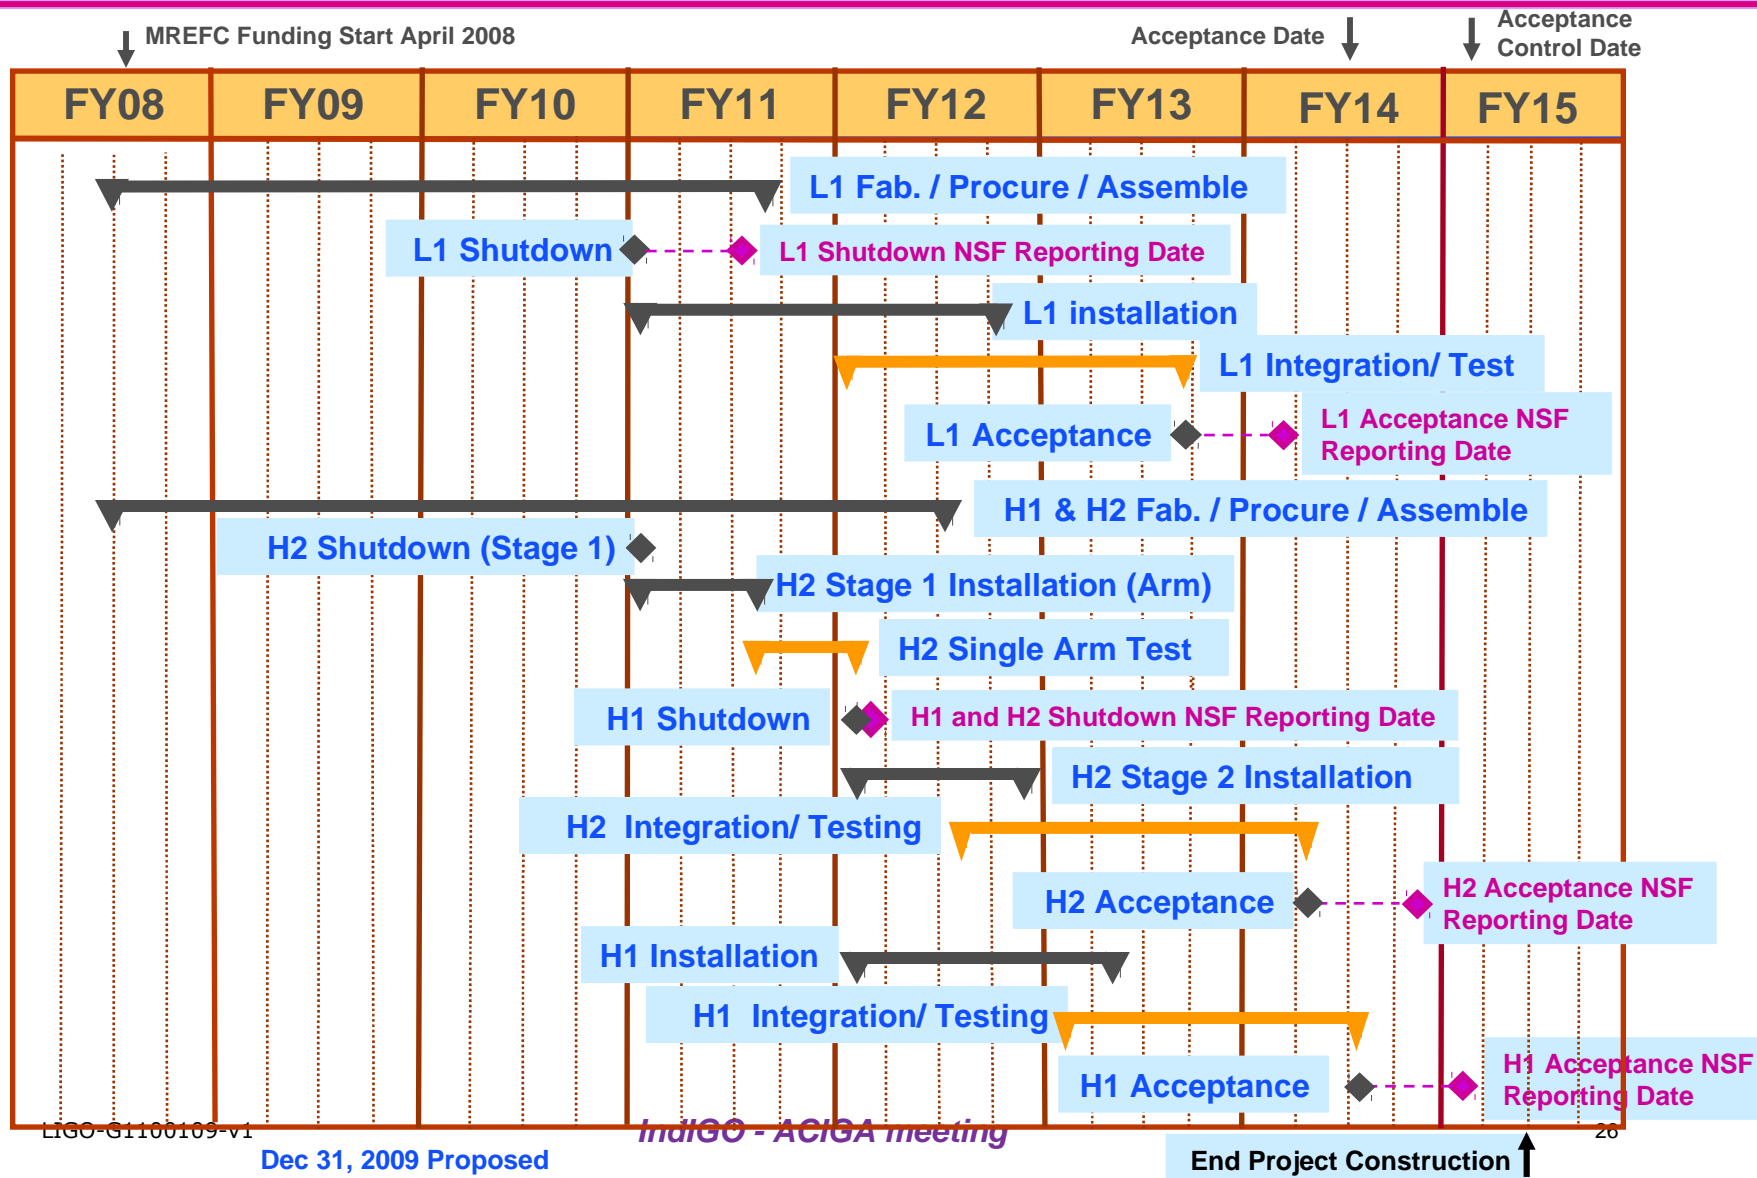 MREFC Funding Start April 2008
Acceptance Date
Acceptance
Control Date
FY08 FY09 FY10 FY11 FY12 FY13 FY14 FY15
L1 Fab. / Procure / Assemble
L1 Shutdown
L1 Shutdown NSF Reporting Date
L1 installation
L1 Integration/ Test
L1 Acceptance
L1 Acceptance NSF
Reporting Date
H1 & H2 Fab. / Procure / Assemble
H2 Shutdown (Stage 1)
H2 Stage 1 Installation (Arm)
H2 Single Arm Test
H1 Shutdown
H1 and H2 Shutdown NSF Reporting Date
H2 Stage 2 Installation
H2 Integration/ Testing
H2 Acceptance
H2 Acceptance NSF
Reporting Date
H1 Installation
H1 Integration/ Testing
H1 Acceptance
H1 Acceptance NSF
Reporting Date
LIGO-G1100109-v1
IndIGO - ACIGA meeting
26
Dec 31, 2009 Proposed
End Project Construction